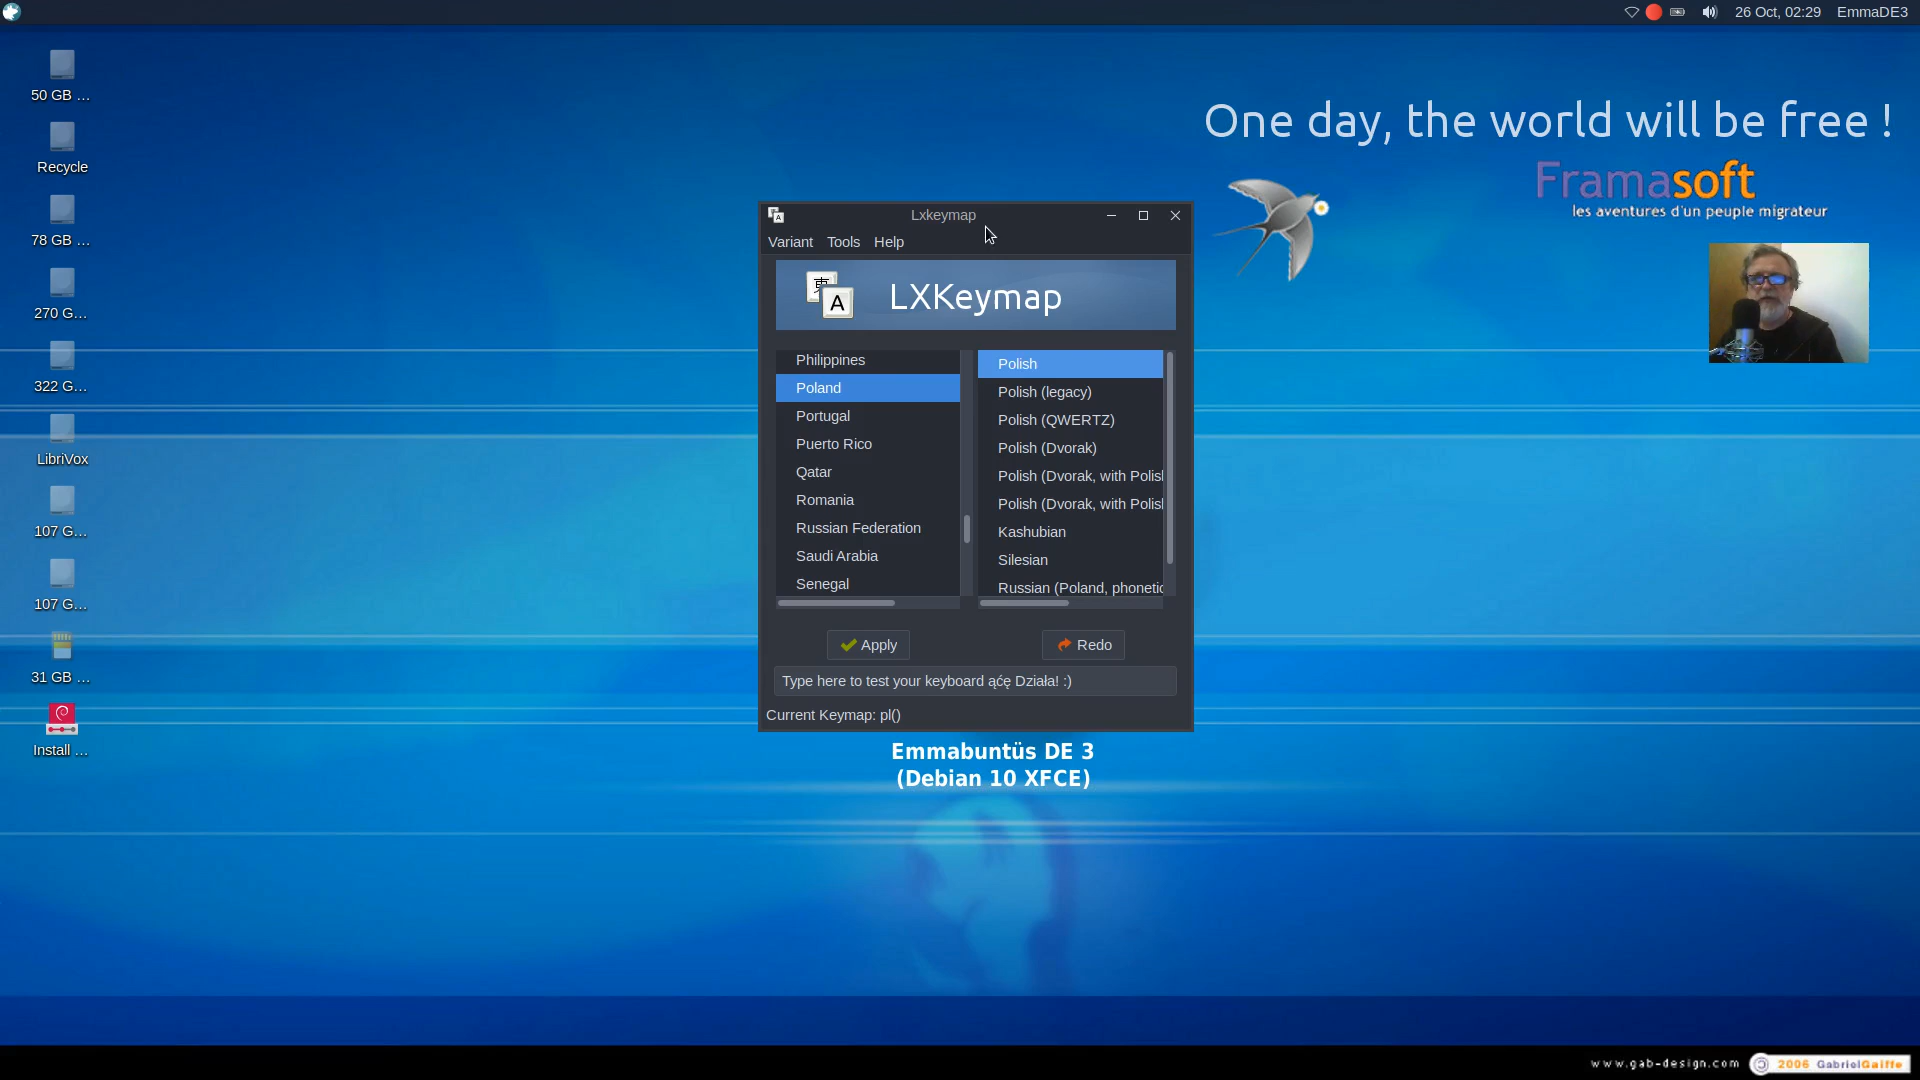 26 Oct, 02:29 EmmaDE3
50 GB ...
Recycle
78 GB ...
270 G...
322 G...
LibriVox
107 G...
107 G...
31 GB ...
Install ...
One day, the world will be free !
Framasoft
les aventures d'un peuple migrateur
Lxkeymap
Variant Tools Help
A
LXKeymap
Philippines
Poland
Portugal
Puerto Rico
Qatar
Romania
Russian Federation
Saudi Arabia
Senegal
Polish
Polish (legacy)
Polish (QWERTZ)
Polish (Dvorak)
Polish (Dvorak, with Polis
Polish (Dvorak, with Polis
Kashubian
Silesian
Russian (Poland, phonetic
Apply Redo
Type here to test your keyboard ąćę Działa! :)
Current Keymap: pl()
Emmabuntüs DE 3
(Debian 10 XFCE)
www.gab-design.com © 2006 GabrielGaiffe